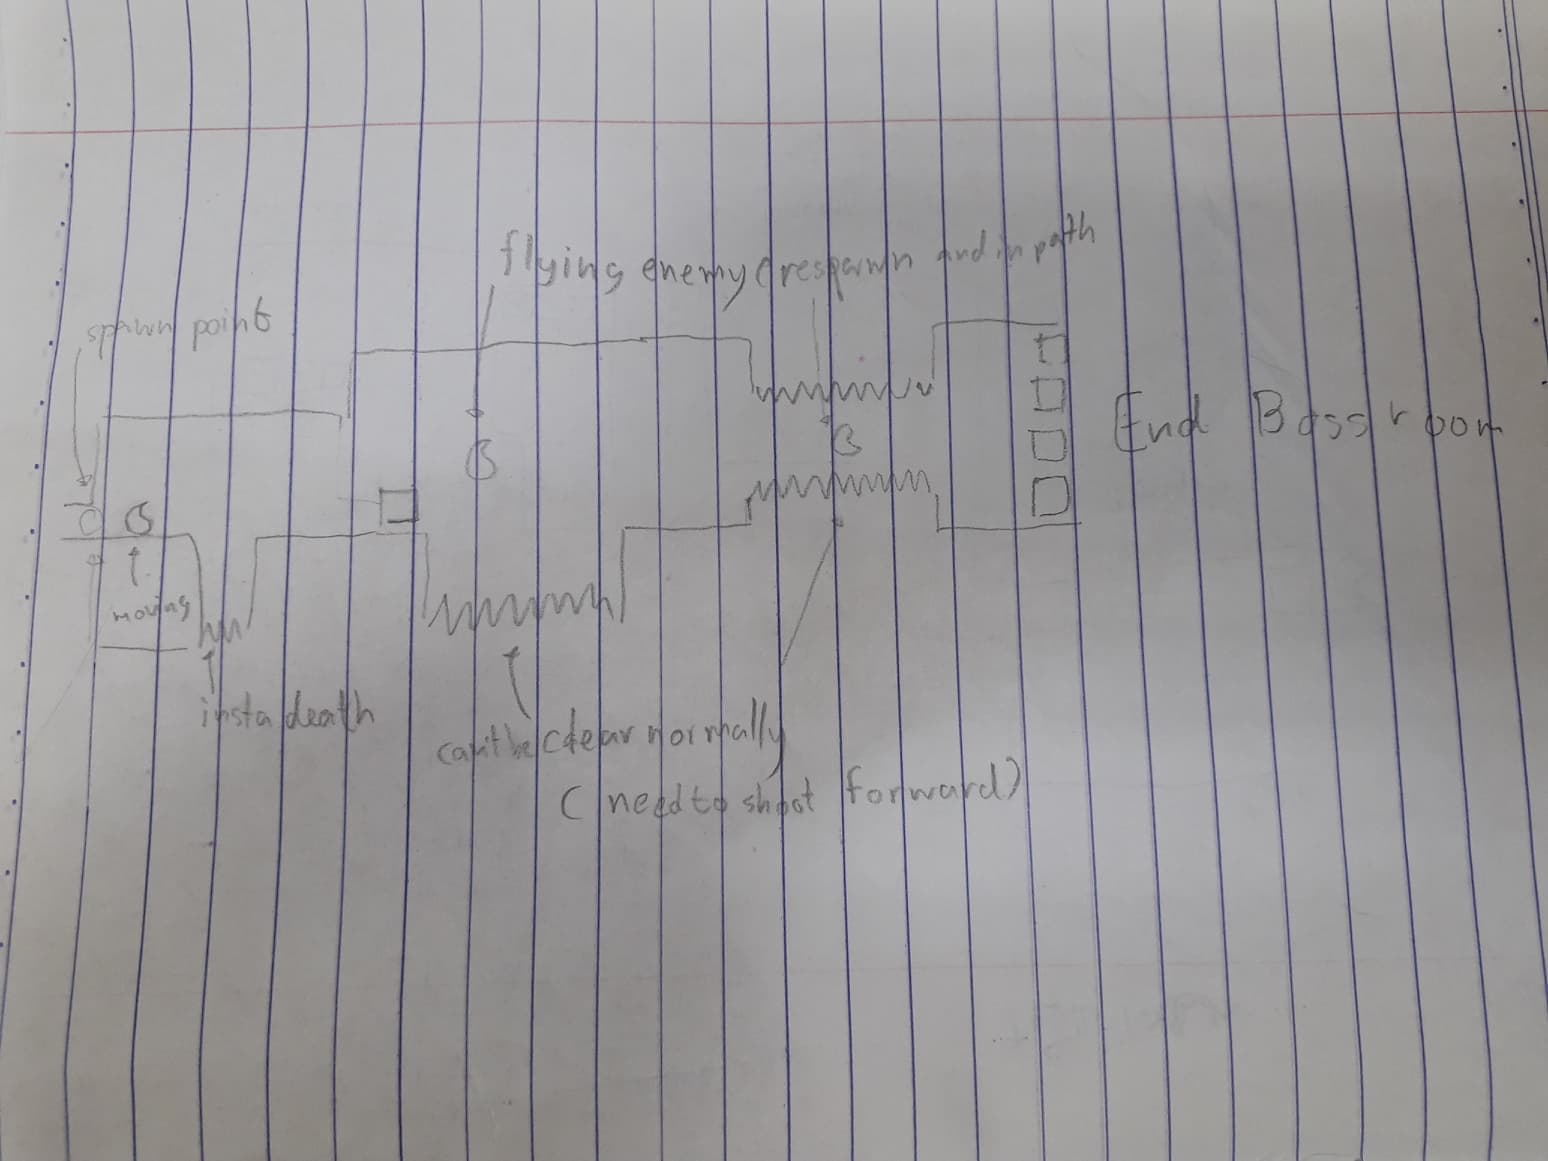 flying enemy (respawn and in path
spawn point
End Boss room
moving
insta death
can't be clear normally
( need to shoot forward)